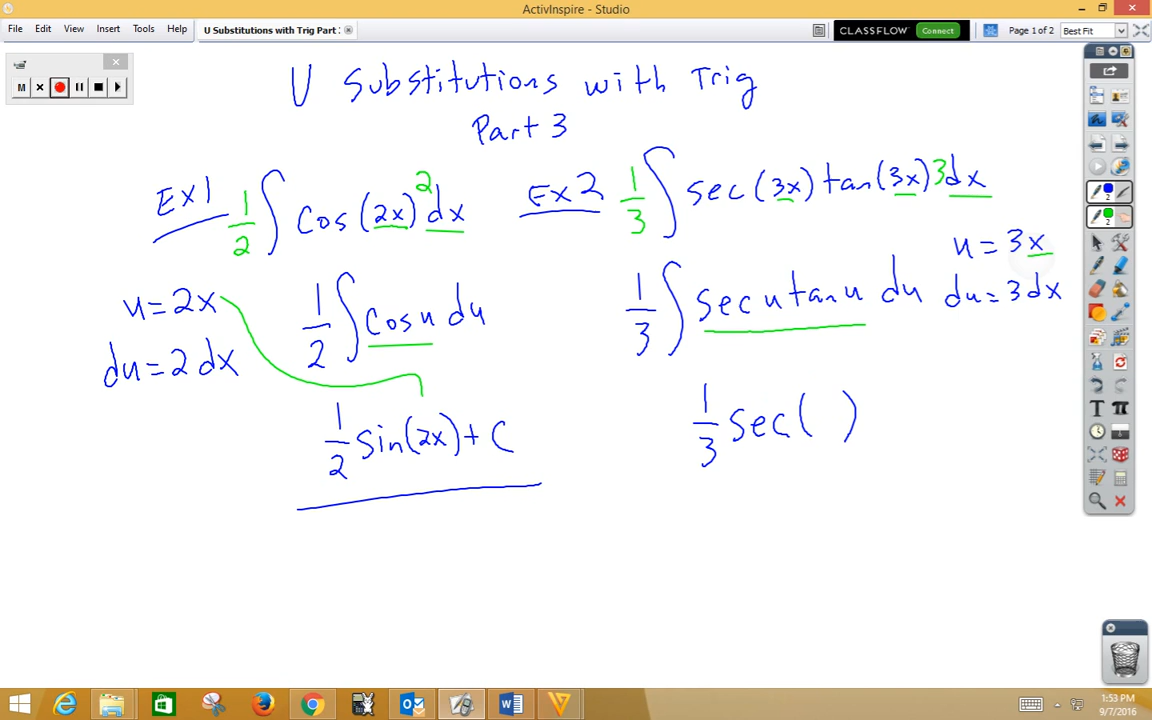 ActivInspire - Studio
File Edit View Insert Tools Help
U Substitutions with Trig Part :
CLASSFLOW Connect
Page 1 of 2
Best Fit
M
U Substitutions with Trig
Part 3
Ex1 1/2 ∫ cos (2x) 2 dx
u = 2x
du = 2 dx
1/2 ∫ cos u du
1/2 sin(2x) + C
Ex2 1/3 ∫ sec (3x) tan (3x) 3 dx
u = 3x
du = 3 dx
1/3 ∫ sec u tan u du
1/3 sec( )
2
2
T
1:53 PM
9/7/2016